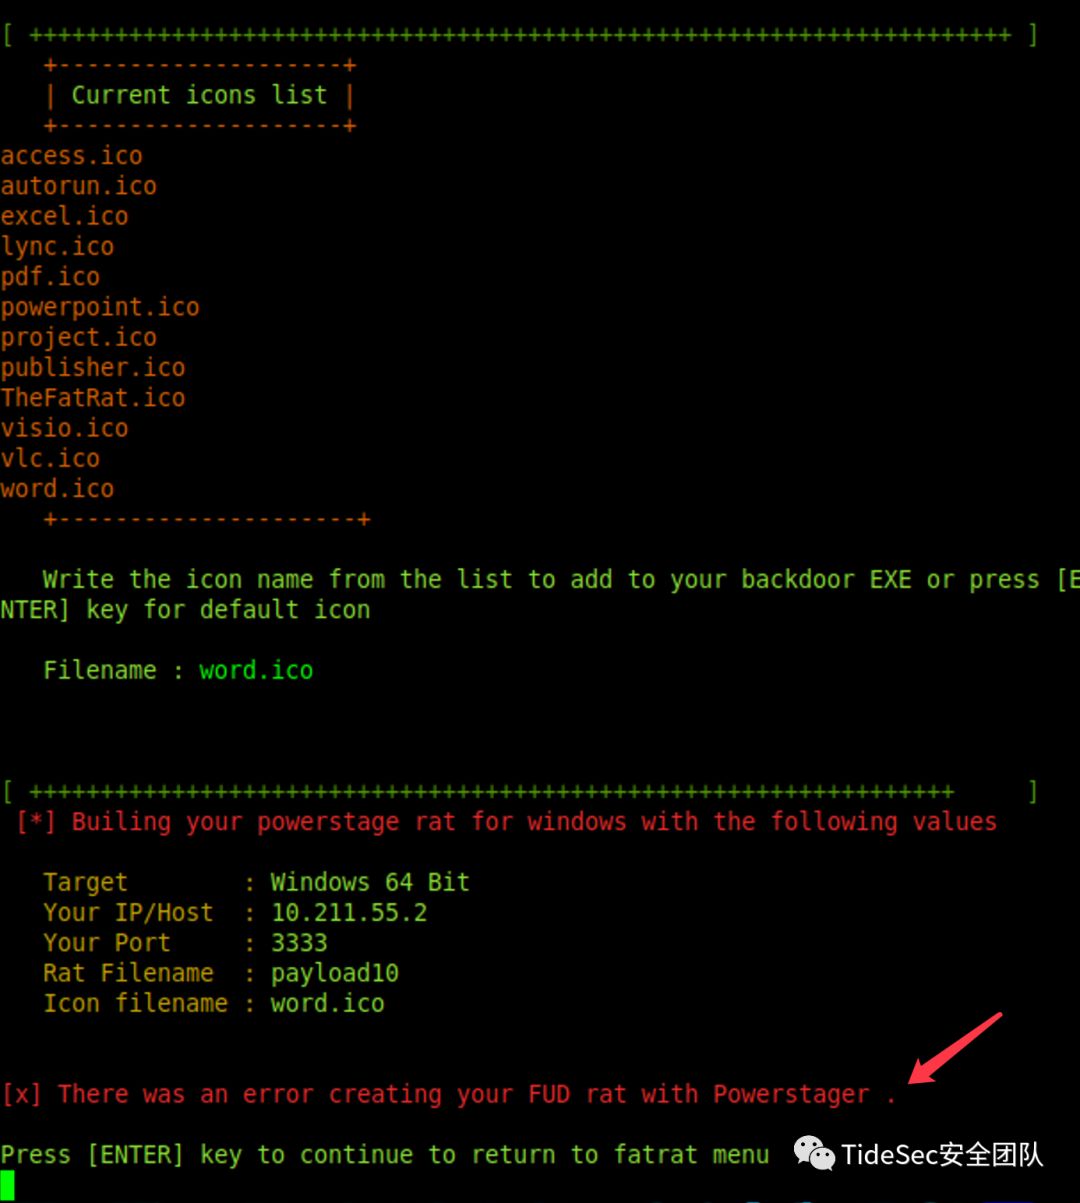 [ +++++++++++++++++++++++++++++++++++++++++++++++++++++++++++++++++++++ ]
+--------------------+
| Current icons list |
+--------------------+
access.ico
autorun.ico
excel.ico
lync.ico
pdf.ico
powerpoint.ico
project.ico
publisher.ico
TheFatRat.ico
visio.ico
vlc.ico
word.ico
+---------------------+
Write the icon name from the list to add to your backdoor EXE or press [E
NTER] key for default icon
Filename : word.ico
[ +++++++++++++++++++++++++++++++++++++++++++++++++++++++++++++++++     ]
[*] Builing your powerstage rat for windows with the following values
Target        : Windows 64 Bit
Your IP/Host  : 10.211.55.2
Your Port     : 3333
Rat Filename  : payload10
Icon filename : word.ico
[x] There was an error creating your FUD rat with Powerstager .
Press [ENTER] key to continue to return to fatrat menu
TideSec安全团队